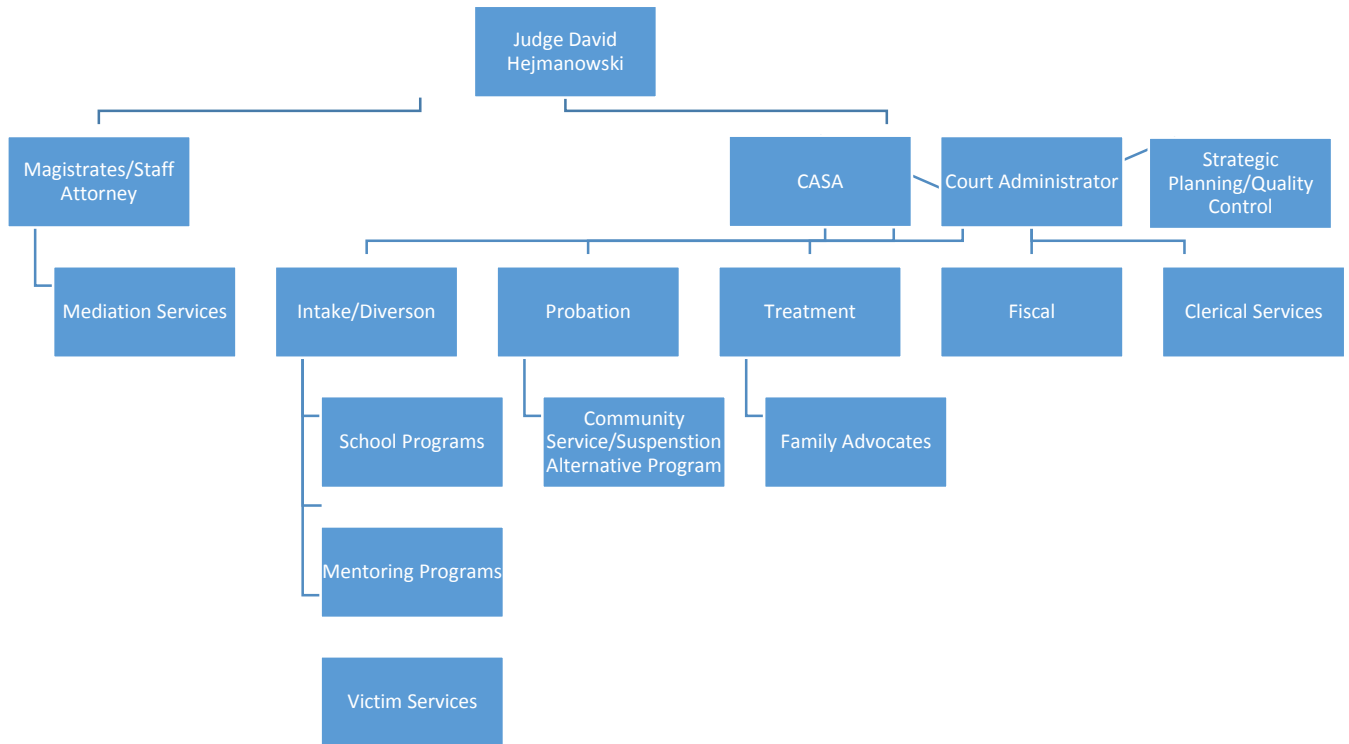 Judge David
Hejmanowski
Magistrates/Staff
Attorney
CASA
Court Administrator
Strategic
Planning/Quality
Control
Mediation Services
Intake/Diverson
Probation
Treatment
Fiscal
Clerical Services
School Programs
Community
Service/Suspenstion
Alternative Program
Family Advocates
Mentoring Programs
Victim Services